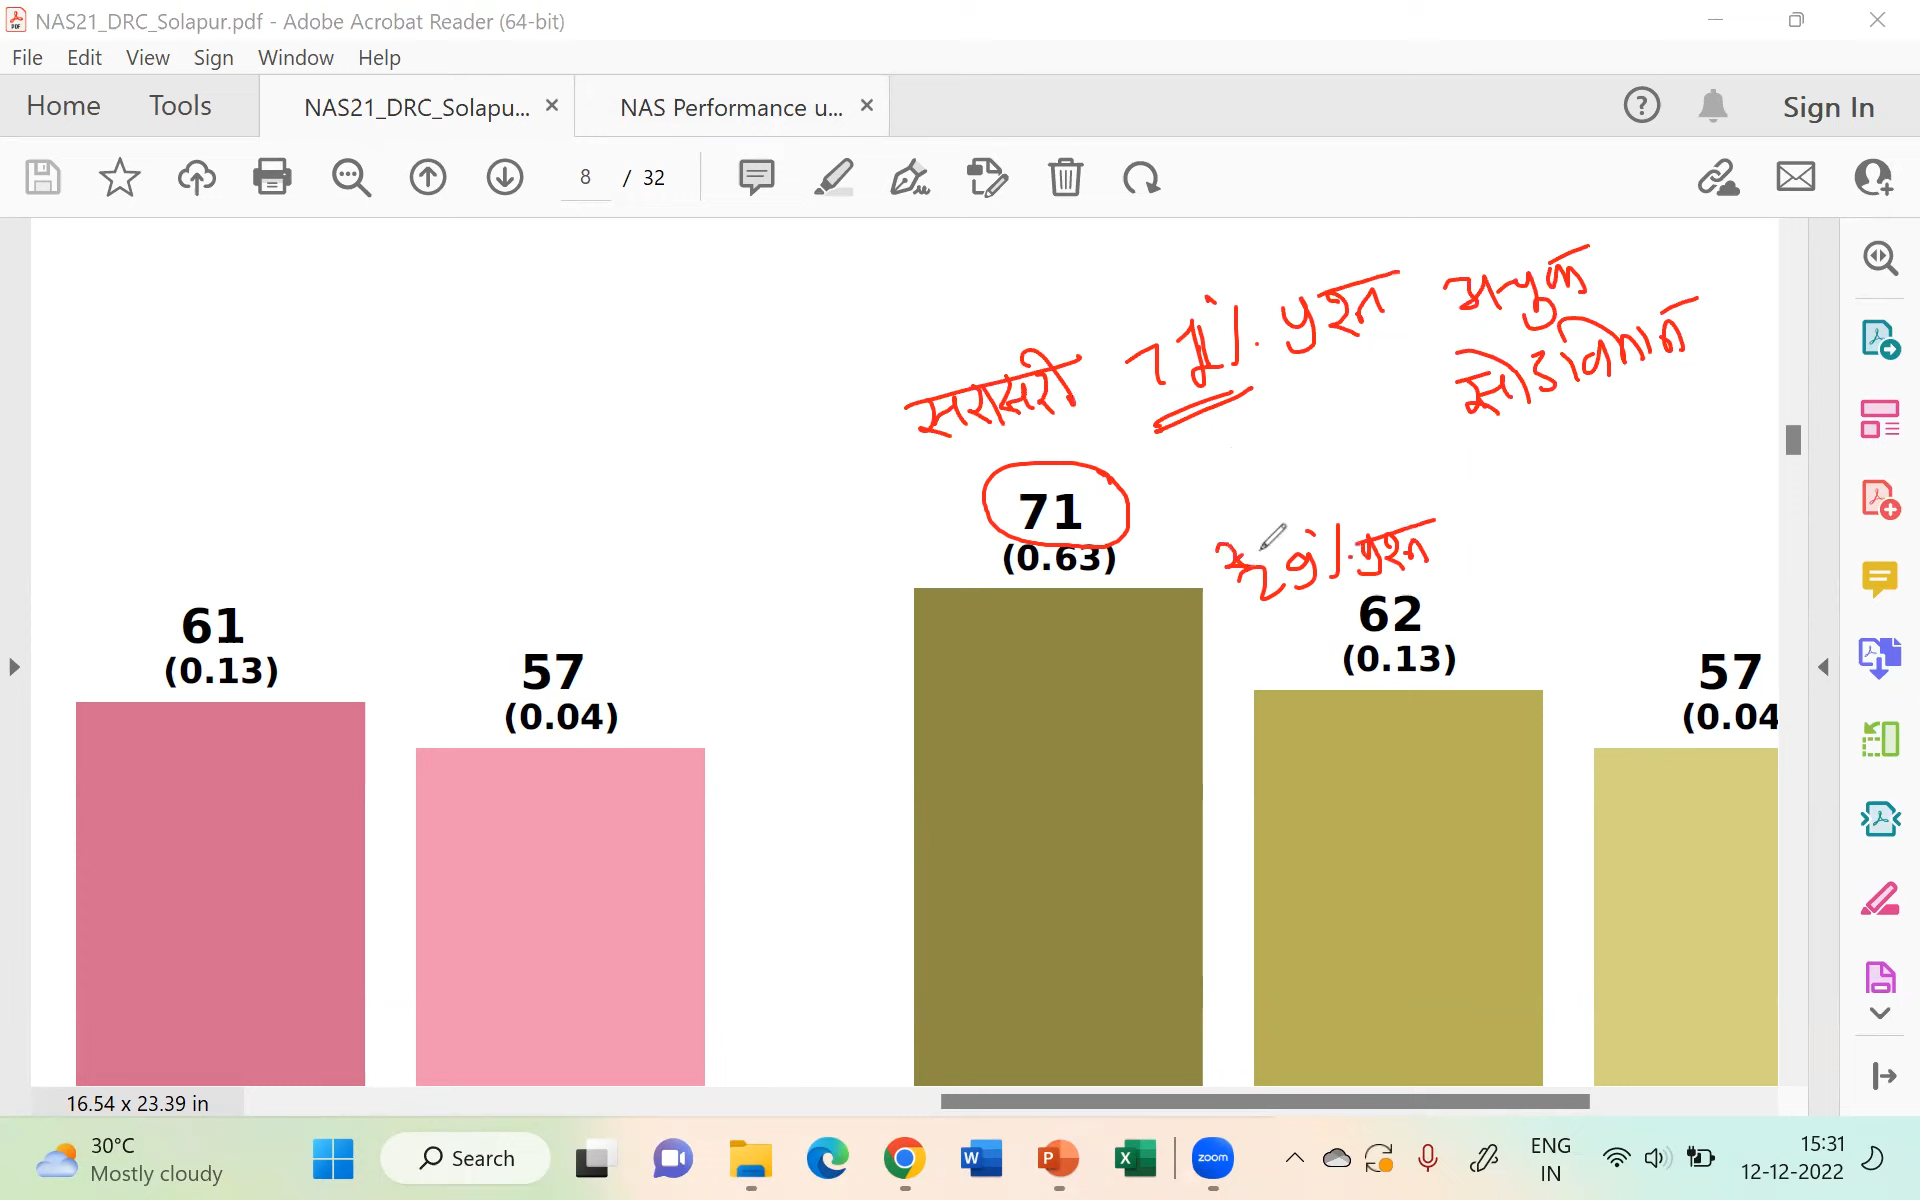 NAS21_DRC_Solapur.pdf - Adobe Acrobat Reader (64-bit)
File Edit View Sign Window Help
Home Tools NAS21_DRC_Solapu... × NAS Performance u... × Sign In
8 / 32
सरासरी 71%. प्रश्न अचूक
सोडवितात
71
(0.63)
29%.प्रश्न
61
(0.13)
57
(0.04)
62
(0.13)
57
(0.04
16.54 x 23.39 in
30°C
Mostly cloudy
Search
zoom
ENG
IN
15:31
12-12-2022